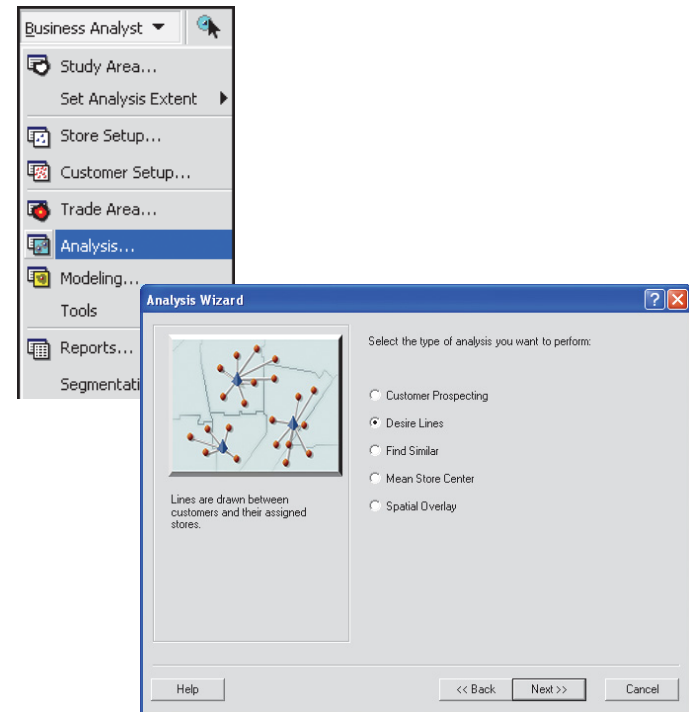 Business Analyst
Study Area...
Set Analysis Extent
Store Setup...
Customer Setup...
Trade Area...
Analysis...
Modeling...
Tools
Reports...
Segmentati
Analysis Wizard
Select the type of analysis you want to perform:
Customer Prospecting
Desire Lines
Find Similar
Mean Store Center
Spatial Overlay
Lines are drawn between
customers and their assigned
stores.
Help
<< Back
Next >>
Cancel